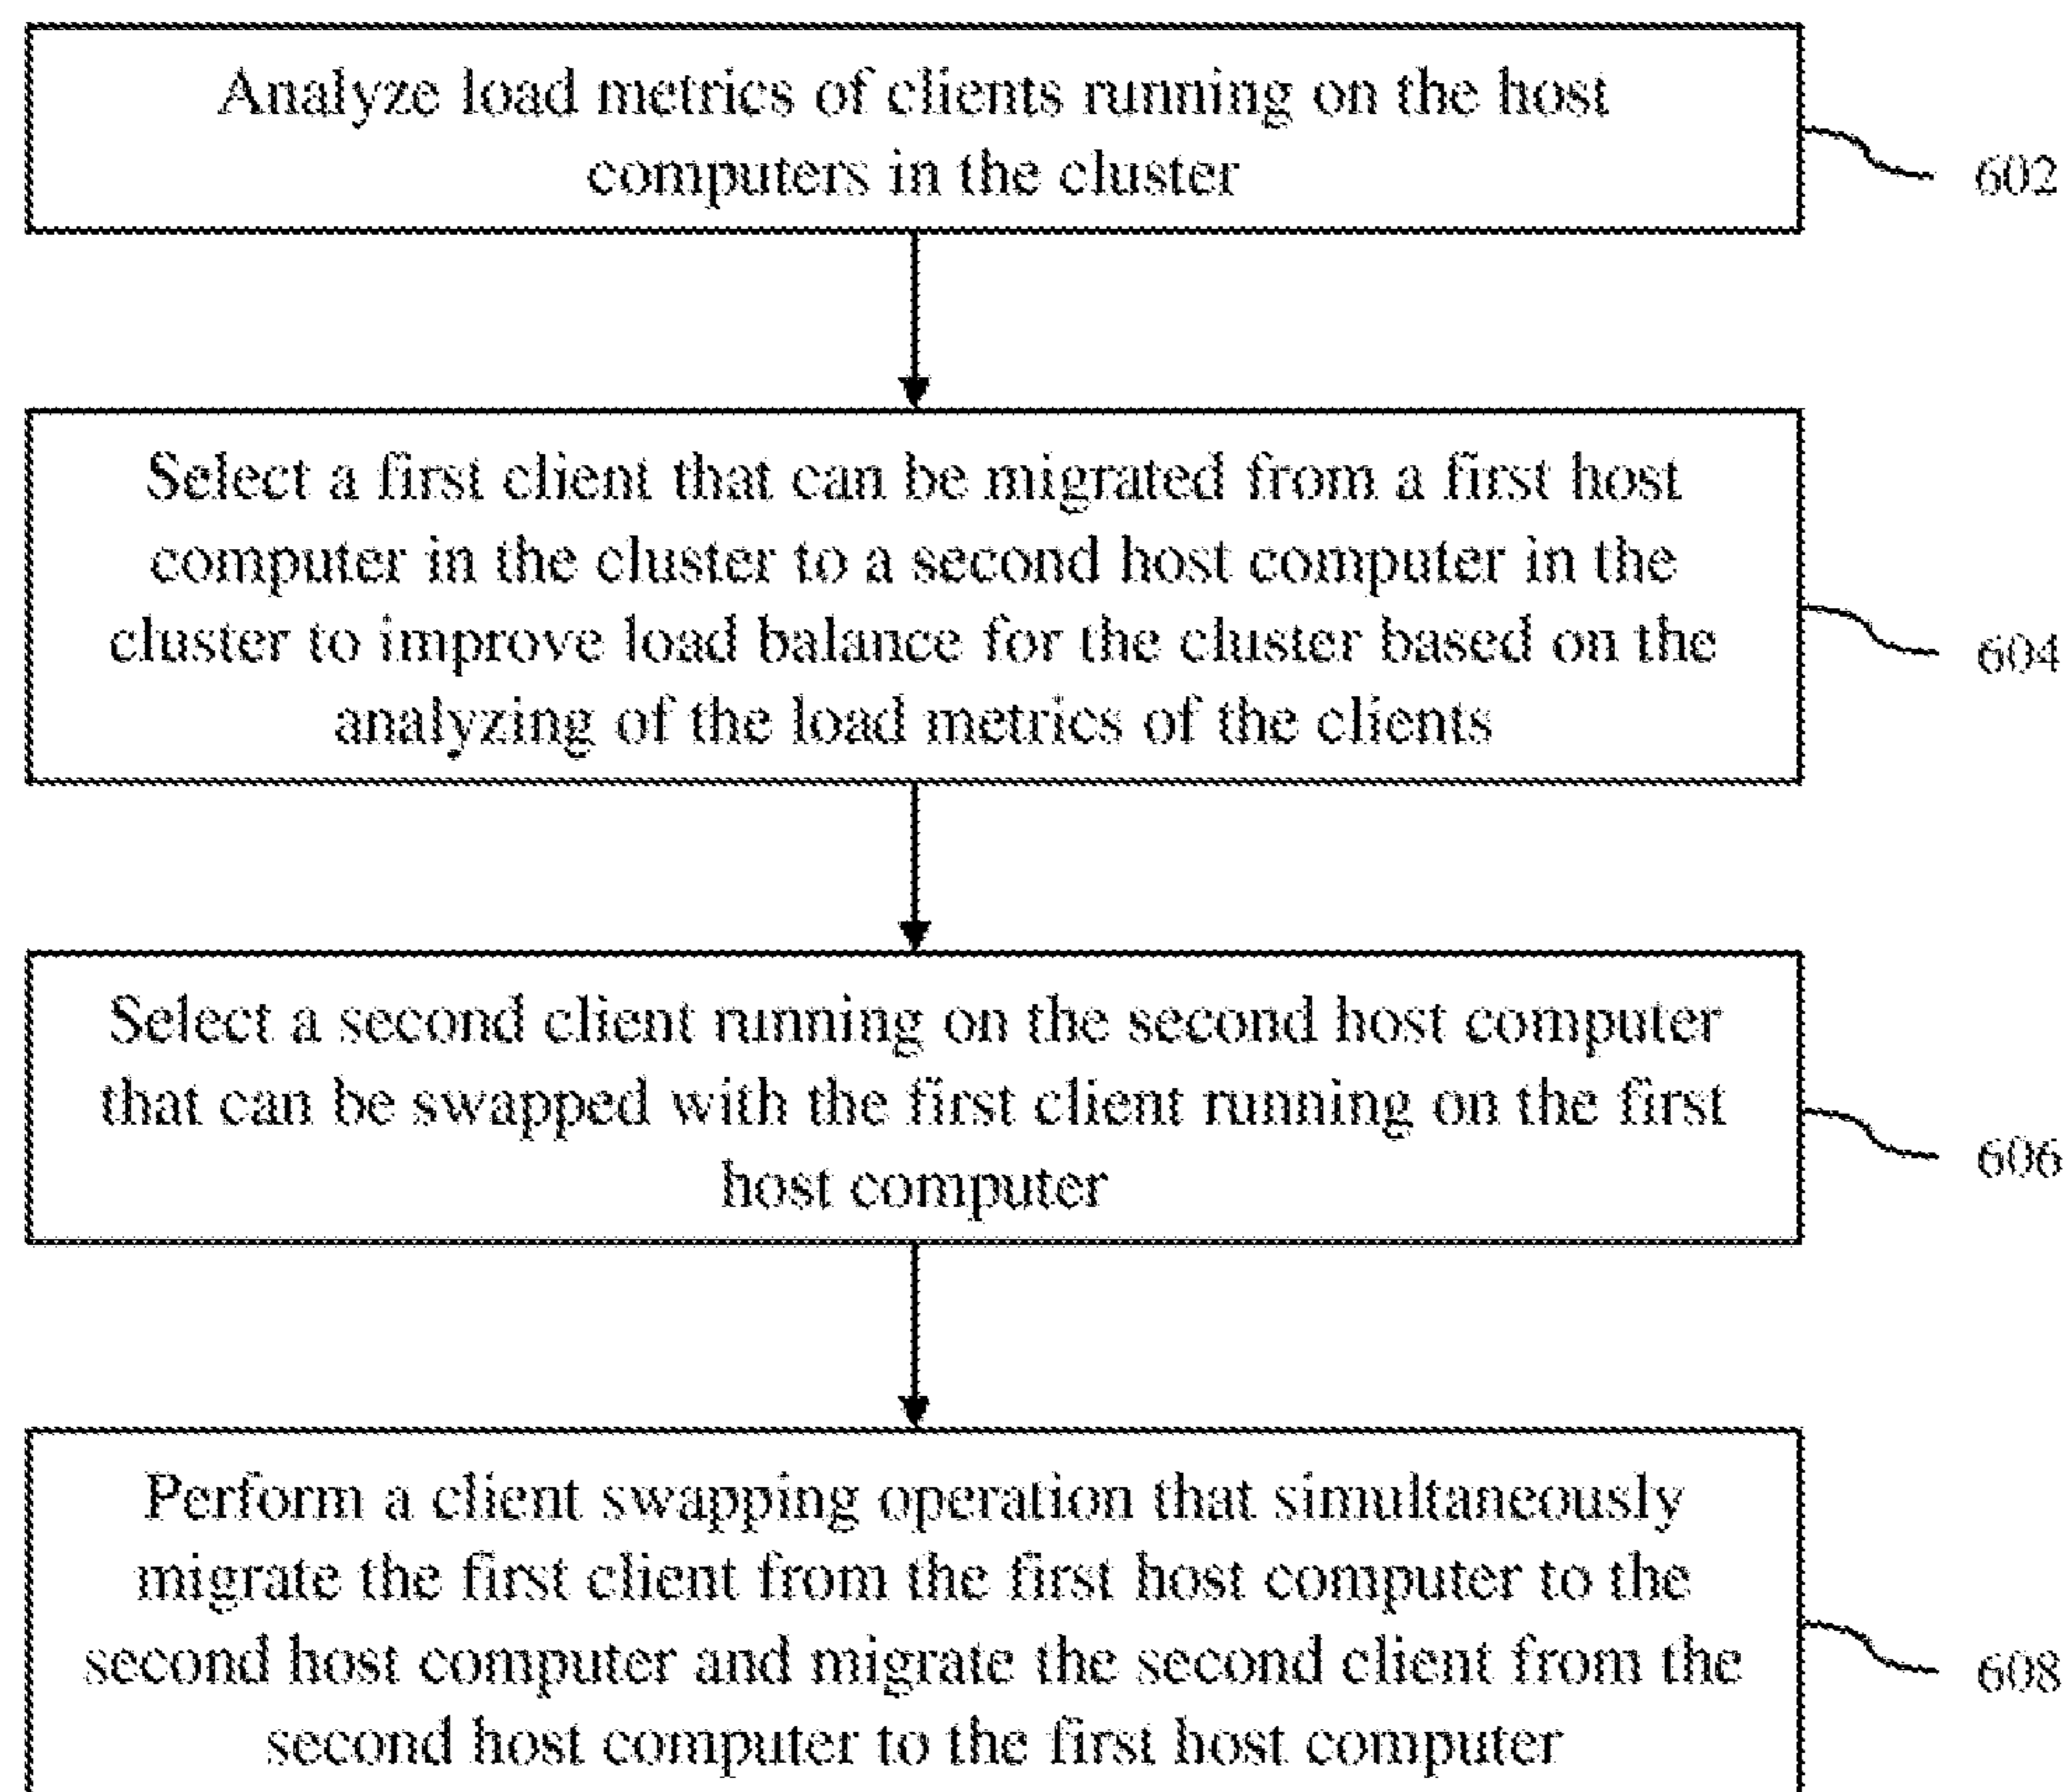 Analyze load metrics of clients running on the host
computers in the cluster
602
Select a first client that can be migrated from a first host
computer in the cluster to a second host computer in the
cluster to improve load balance for the cluster based on the
analyzing of the load metrics of the clients
604
Select a second client running on the second host computer
that can be swapped with the first client running on the first
host computer
606
Perform a client swapping operation that simultaneously
migrate the first client from the first host computer to the
second host computer and migrate the second client from the
second host computer to the first host computer
608